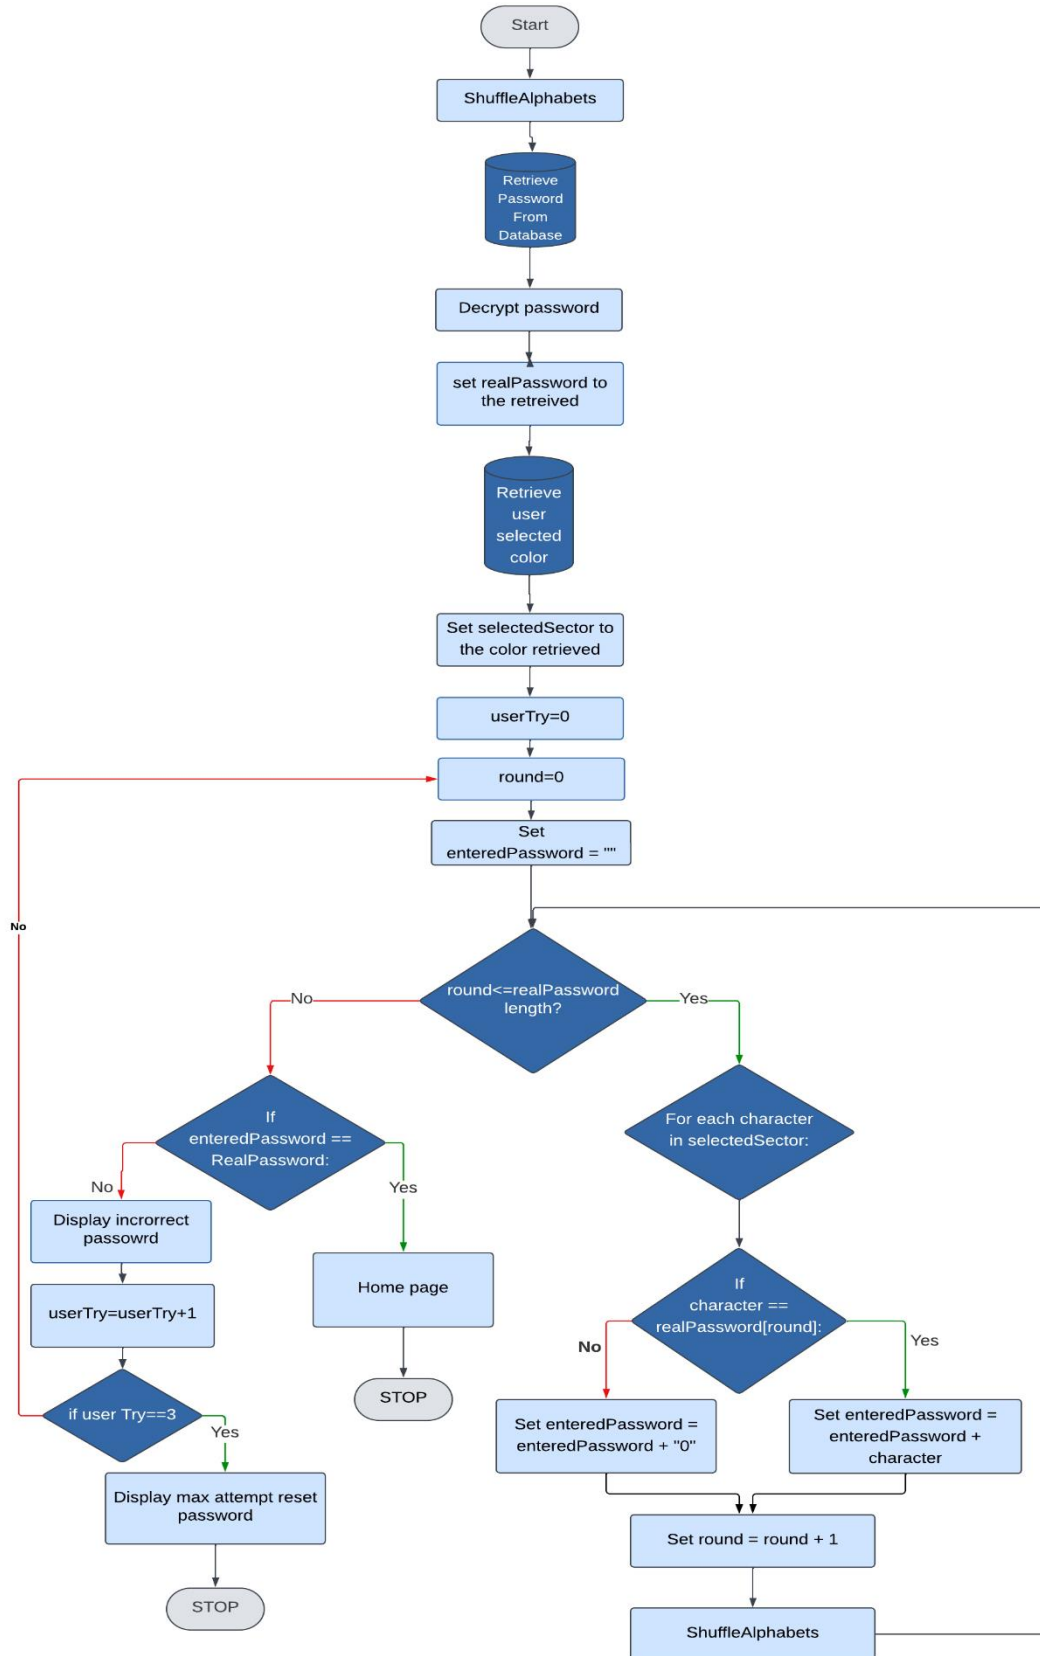 Start
ShuffleAlphabets
Retrieve
Password
From
Database
Decrypt password
set realPassword to
the retreived
Retrieve
user
selected
color
Set selectedSector to
the color retrieved
userTry=0
round=0
Set
enteredPassword = ""
No
round<=realPassword
length?
No
Yes
If
enteredPassword ==
RealPassword:
For each character
in selectedSector:
No
Yes
Display incrorrect
passowrd
Home page
If
character ==
realPassword[round]:
userTry=userTry+1
No
Yes
STOP
if user Try==3
Yes
Set enteredPassword =
enteredPassword + "0"
Set enteredPassword =
enteredPassword +
character
Display max attempt reset
password
Set round = round + 1
STOP
ShuffleAlphabets